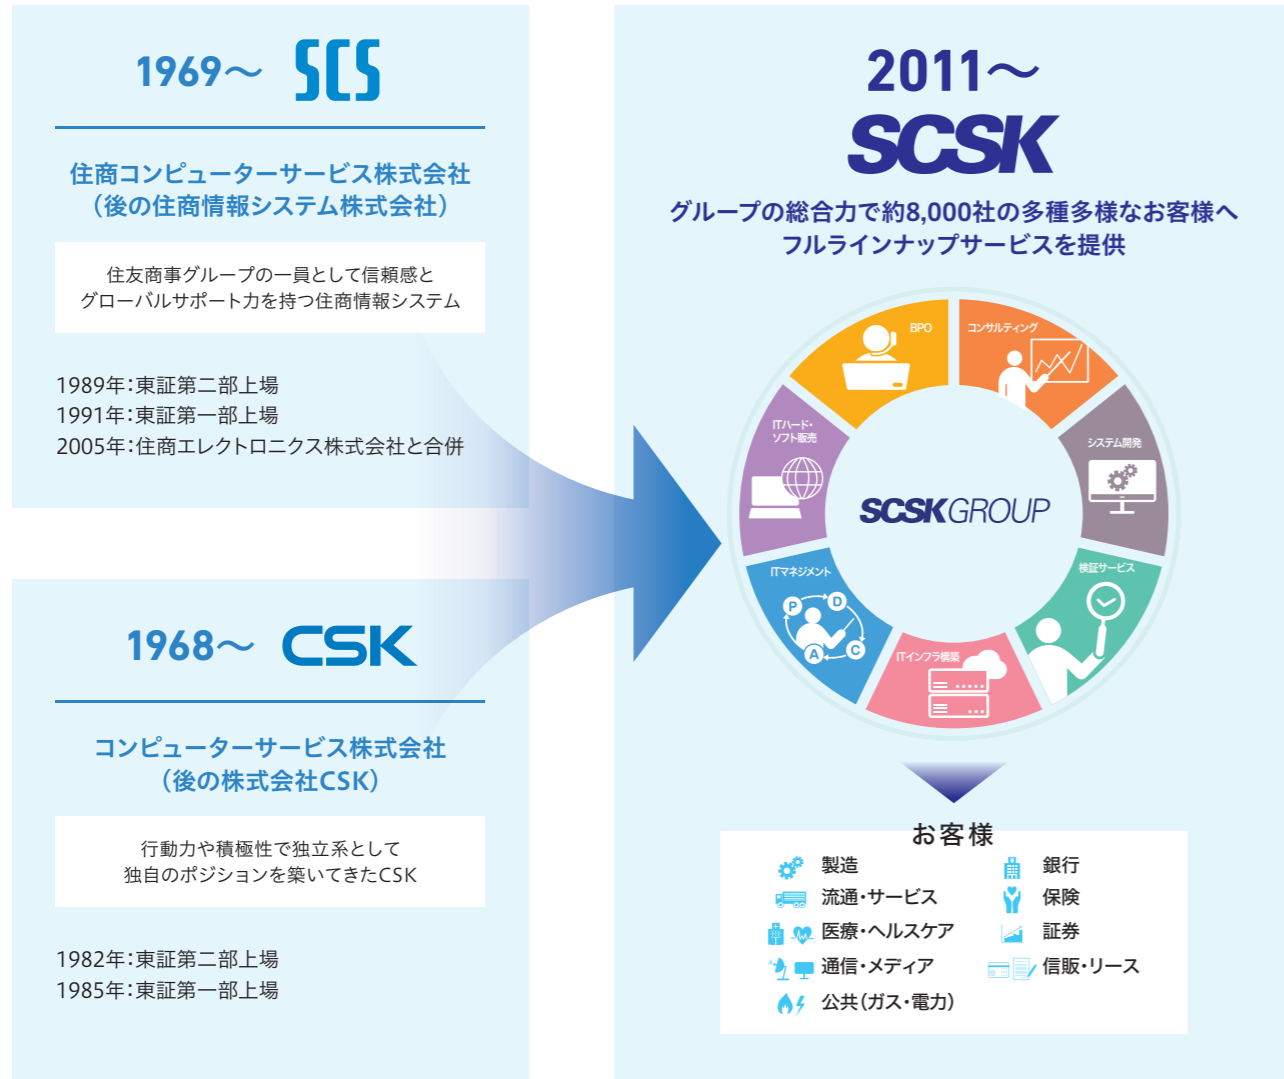 1969～ SCS
住商コンピューターサービス株式会社
（後の住商情報システム株式会社）
住友商事グループの一員として信頼感と
グローバルサポート力を持つ住商情報システム
1989年：東証第二部上場
1991年：東証第一部上場
2005年：住商エレクトロニクス株式会社と合併
1968～ CSK
コンピューターサービス株式会社
（後の株式会社CSK）
行動力や積極性で独立系として
独自のポジションを築いてきたCSK
1982年：東証第二部上場
1985年：東証第一部上場
2011～
SCSK
グループの総合力で約8,000社の多種多様なお客様へ
フルラインナップサービスを提供
BPO
コンサルティング
システム開発
検証サービス
ITインフラ構築
ITマネジメント
P
D
C
A
ITハード・
ソフト販売
SCSKGROUP
お客様
製造
流通・サービス
医療・ヘルスケア
通信・メディア
公共（ガス・電力）
銀行
保険
証券
信販・リース